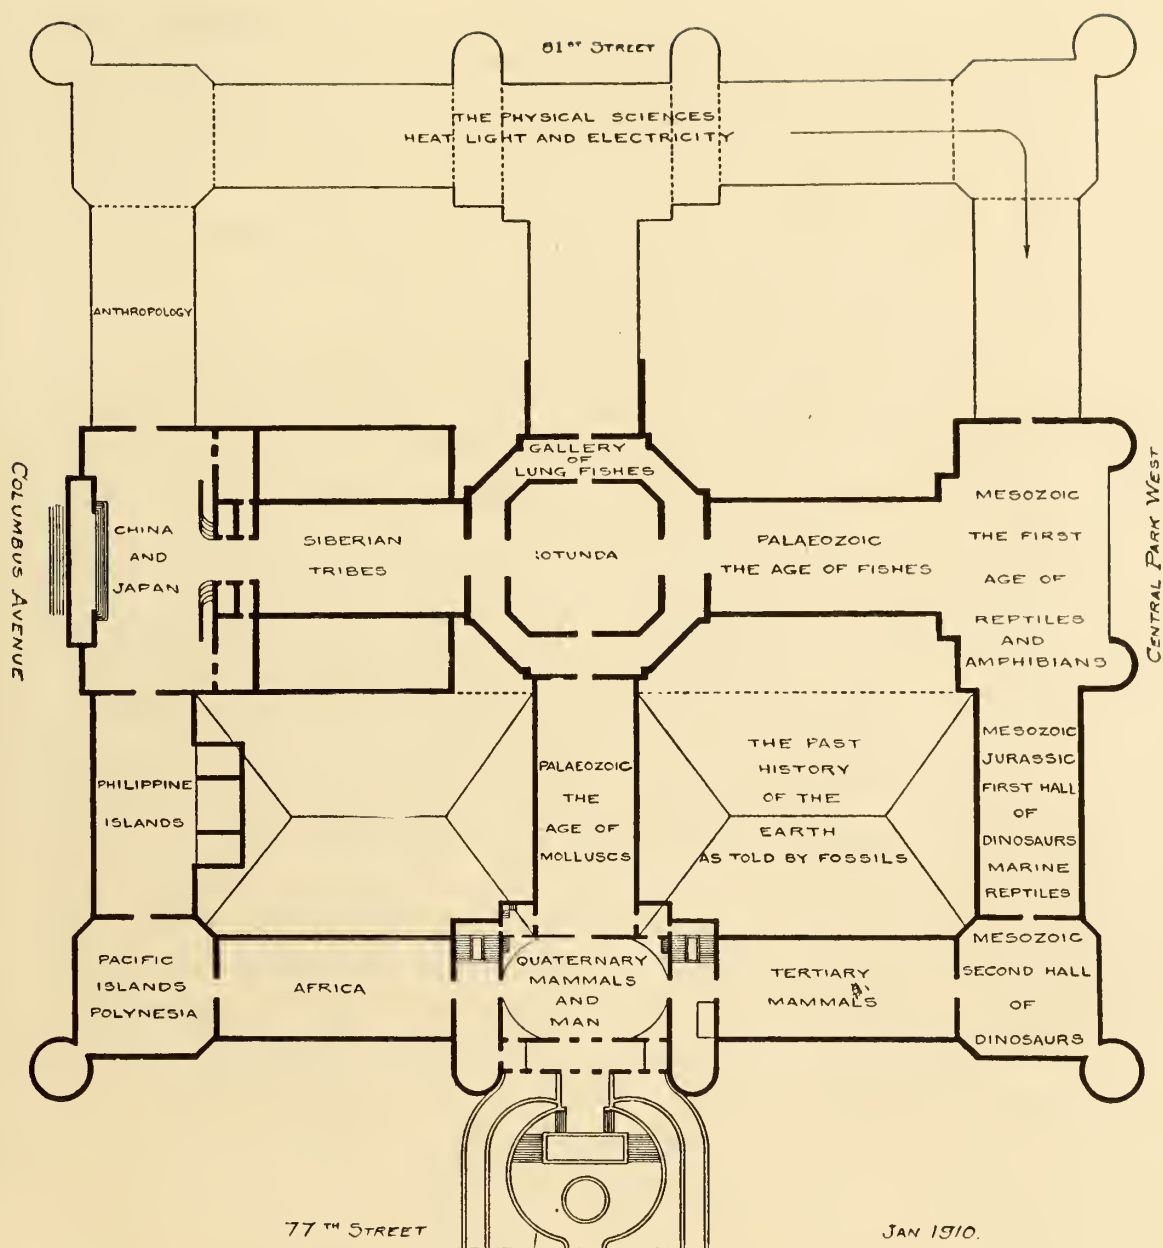 81ST STREET
THE PHYSICAL SCIENCES
HEAT LIGHT AND ELECTRICITY
ANTHROPOLOGY
COLUMBUS AVENUE
CHINA
AND
JAPAN
SIBERIAN
TRIBES
GALLERY
OF
LUNG FISHES
ROTUNDA
PALAEOZOIC
THE AGE OF FISHES
MESOZOIC
THE FIRST
AGE OF
REPTILES
AND
AMPHIBIANS
CENTRAL PARK WEST
PHILIPPINE
ISLANDS
PALAEOZOIC
THE
AGE OF
MOLLUSCS
THE PAST
HISTORY
OF THE
EARTH
AS TOLD BY FOSSILS
MESOZOIC
JURASSIC
FIRST HALL
OF
DINOSAURS
MARINE
REPTILES
PACIFIC
ISLANDS
POLYNESIA
AFRICA
QUATERNARY
MAMMALS
AND
MAN
TERTIARY
MAMMALS
MESOZOIC
SECOND HALL
OF
DINOSAURS
77TH STREET
JAN 1910.